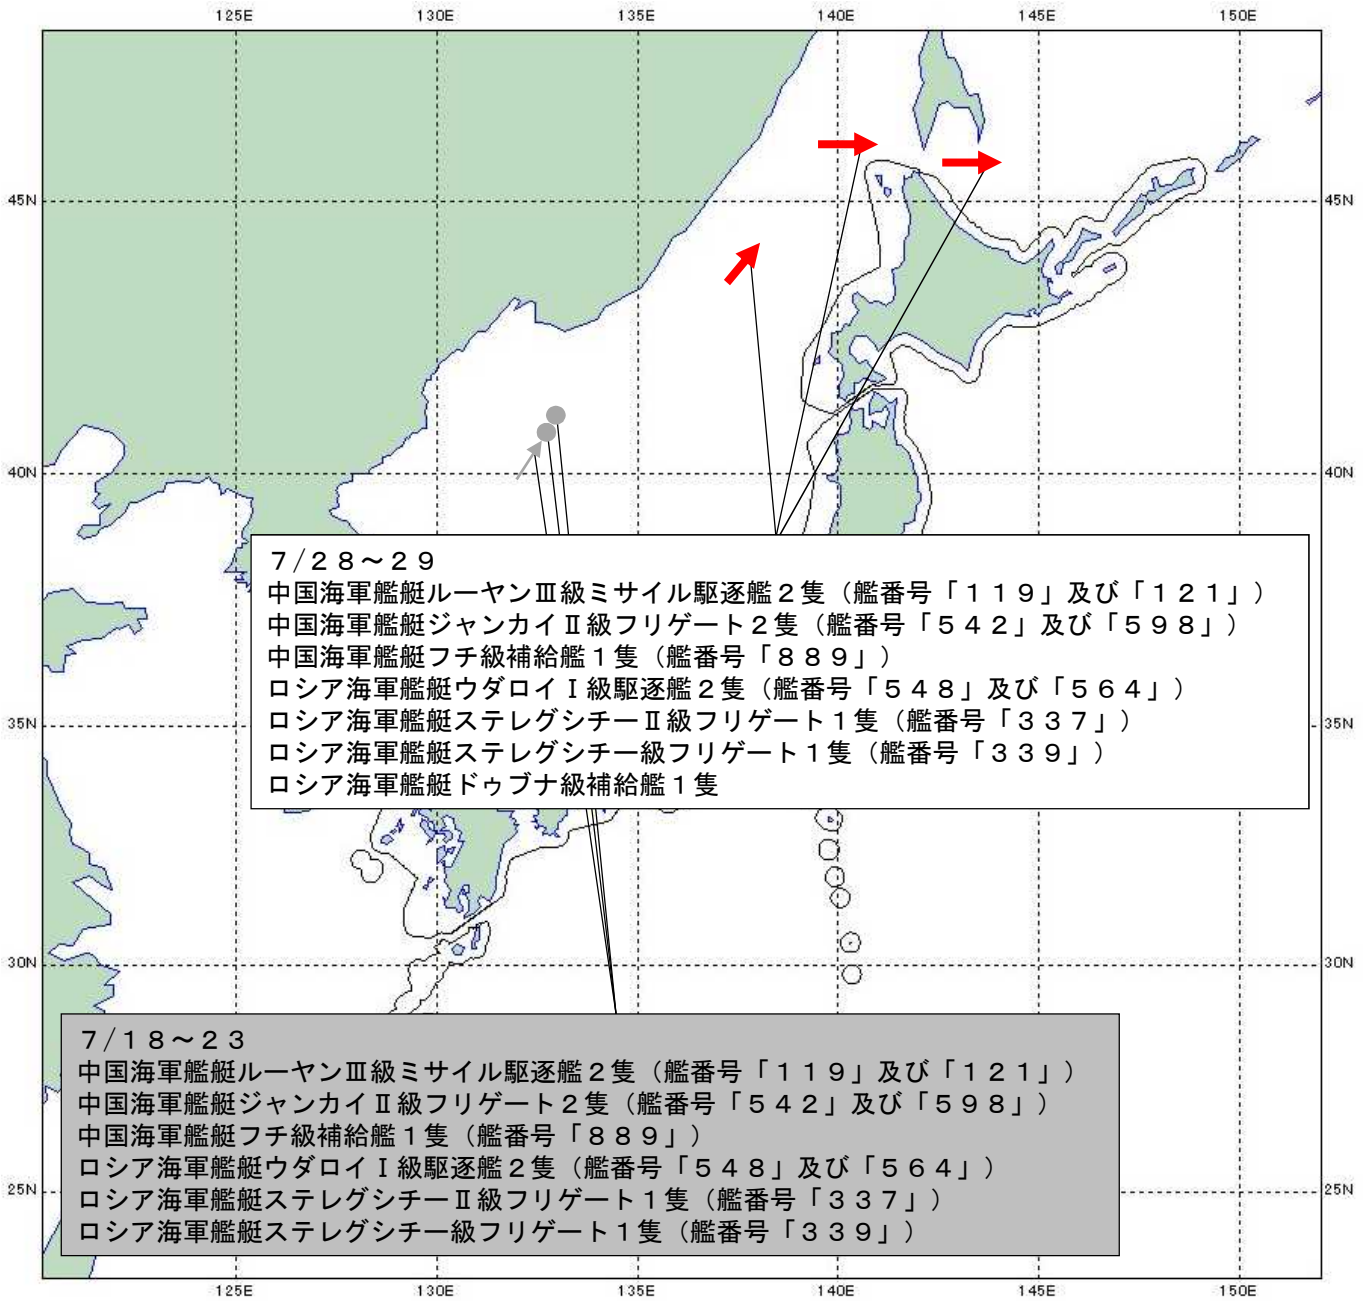 125E 130E 135E 140E 145E 150E
45N 45N
40N 40N
7/28～29
中国海軍艦艇ルーヤンⅢ級ミサイル駆逐艦２隻（艦番号「１１９」及び「１２１」）
中国海軍艦艇ジャンカイⅡ級フリゲート２隻（艦番号「５４２」及び「５９８」）
中国海軍艦艇フチ級補給艦１隻（艦番号「８８９」）
ロシア海軍艦艇ウダロイⅠ級駆逐艦２隻（艦番号「５４８」及び「５６４」）
ロシア海軍艦艇ステレグシチーⅡ級フリゲート１隻（艦番号「３３７」）
ロシア海軍艦艇ステレグシチー級フリゲート１隻（艦番号「３３９」）
ロシア海軍艦艇ドゥブナ級補給艦１隻
35N 35N
30N 30N
7/18～23
中国海軍艦艇ルーヤンⅢ級ミサイル駆逐艦２隻（艦番号「１１９」及び「１２１」）
中国海軍艦艇ジャンカイⅡ級フリゲート２隻（艦番号「５４２」及び「５９８」）
中国海軍艦艇フチ級補給艦１隻（艦番号「８８９」）
ロシア海軍艦艇ウダロイⅠ級駆逐艦２隻（艦番号「５４８」及び「５６４」）
ロシア海軍艦艇ステレグシチーⅡ級フリゲート１隻（艦番号「３３７」）
ロシア海軍艦艇ステレグシチー級フリゲート１隻（艦番号「３３９」）
25N 25N
125E 130E 135E 140E 145E 150E